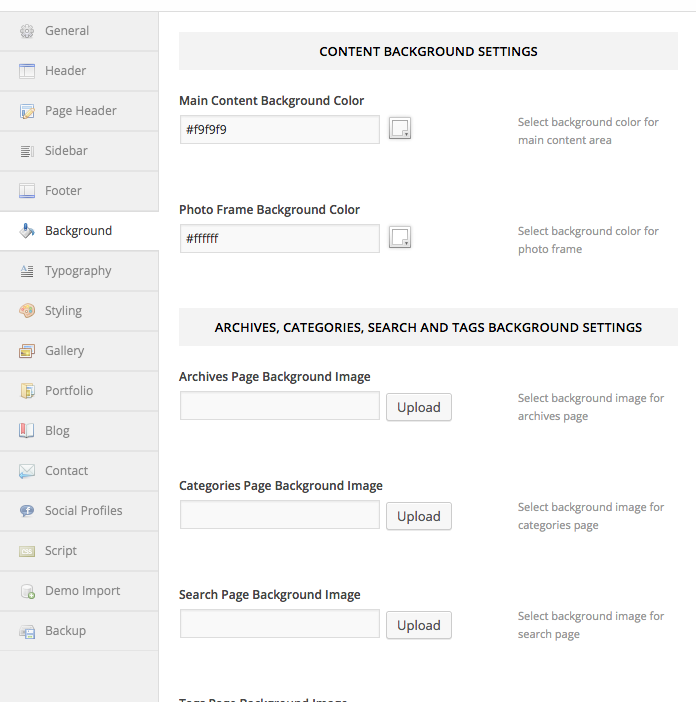 General
Header
Page Header
Sidebar
Footer
Background
Typography
Styling
Gallery
Portfolio
Blog
Contact
Social Profiles
Script
Demo Import
Backup
CONTENT BACKGROUND SETTINGS
Main Content Background Color
#f9f9f9
Select background color for
main content area
Photo Frame Background Color
#ffffff
Select background color for
photo frame
ARCHIVES, CATEGORIES, SEARCH AND TAGS BACKGROUND SETTINGS
Archives Page Background Image
Upload
Select background image for
archives page
Categories Page Background Image
Upload
Select background image for
categories page
Search Page Background Image
Upload
Select background image for
search page
Tags Page Background Image